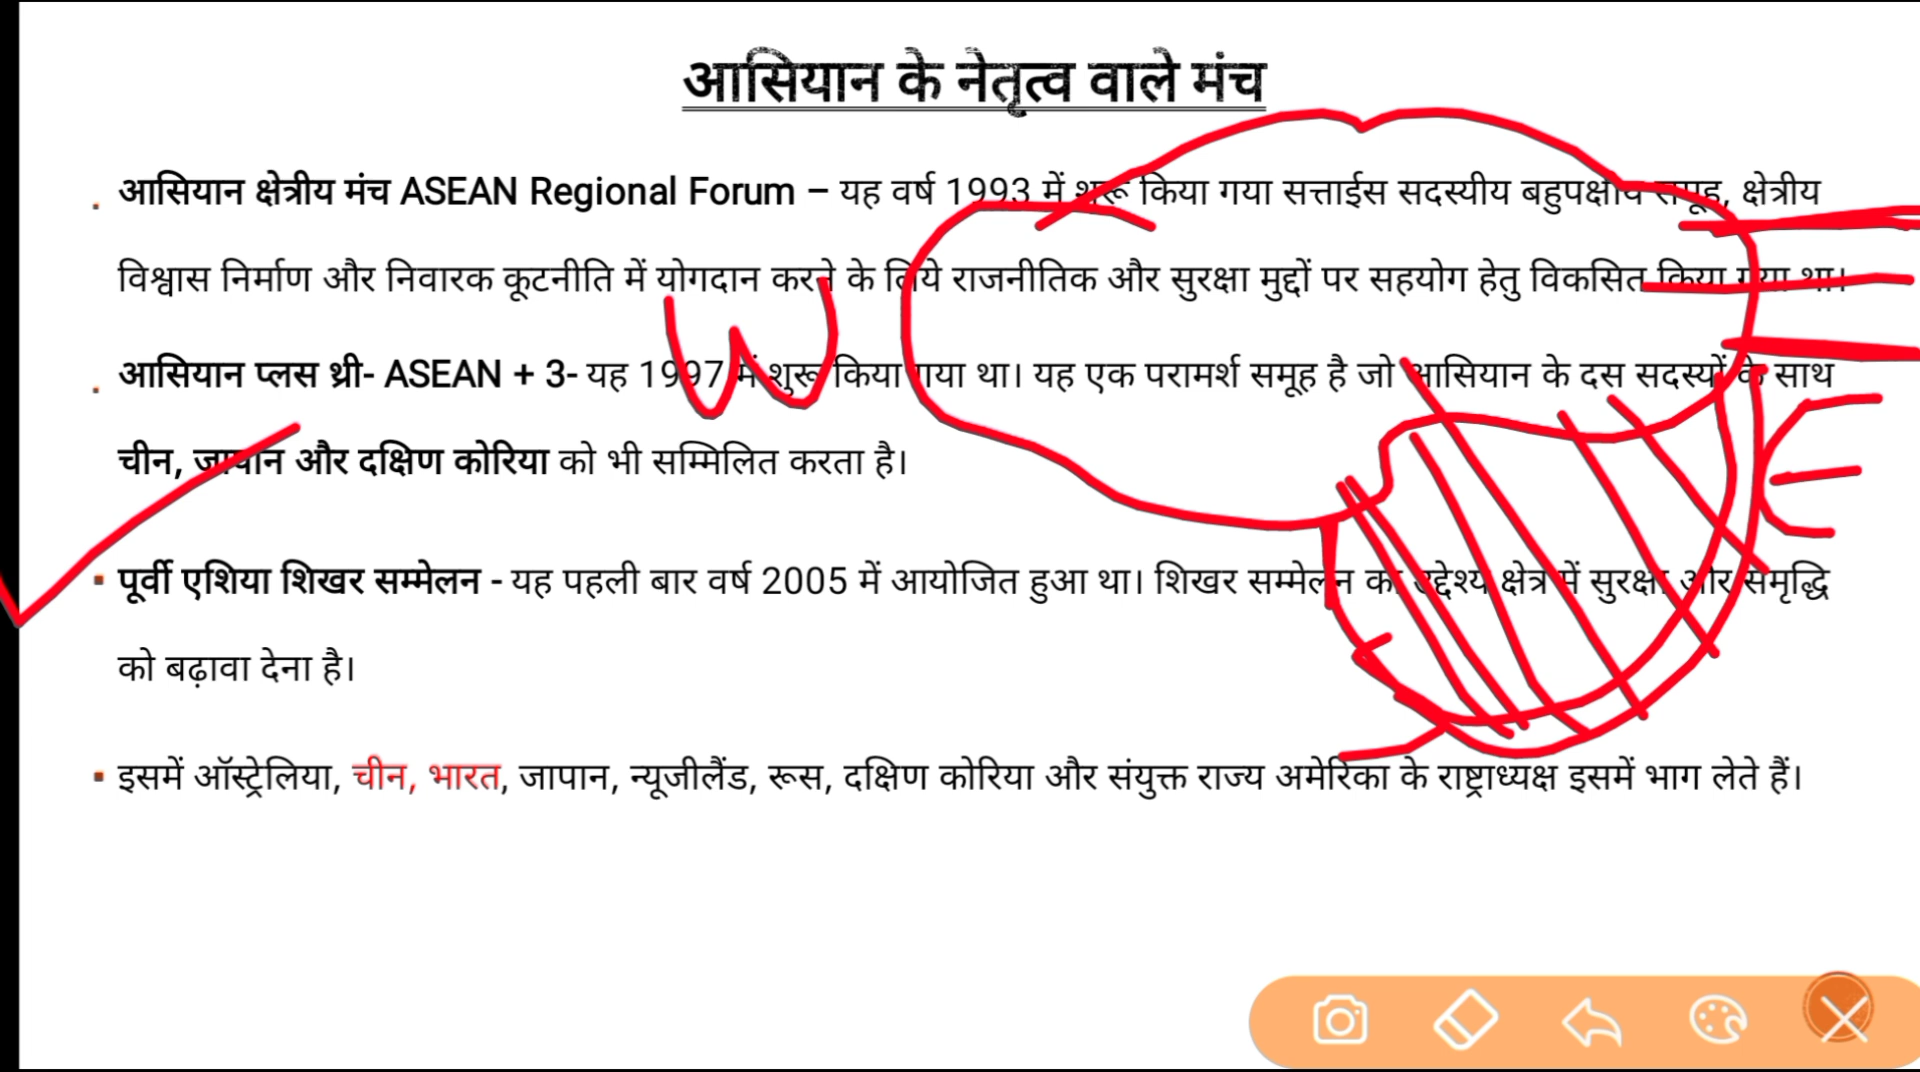 आसियान के नेतृत्व वाले मंच
आसियान क्षेत्रीय मंच ASEAN Regional Forum – यह वर्ष 1993 में शुरू किया गया सत्ताईस सदस्यीय बहुपक्षीय समूह, क्षेत्रीय
विश्वास निर्माण और निवारक कूटनीति में योगदान करने के लिये राजनीतिक और सुरक्षा मुद्दों पर सहयोग हेतु विकसित किया गया था।
आसियान प्लस थ्री- ASEAN + 3- यह 1997 में शुरू किया गया था। यह एक परामर्श समूह है जो आसियान के दस सदस्यों के साथ
चीन, जापान और दक्षिण कोरिया को भी सम्मिलित करता है।
पूर्वी एशिया शिखर सम्मेलन - यह पहली बार वर्ष 2005 में आयोजित हुआ था। शिखर सम्मेलन का उद्देश्य क्षेत्र में सुरक्षा और समृद्धि
को बढ़ावा देना है।
इसमें ऑस्ट्रेलिया, चीन, भारत, जापान, न्यूजीलैंड, रूस, दक्षिण कोरिया और संयुक्त राज्य अमेरिका के राष्ट्राध्यक्ष इसमें भाग लेते हैं।